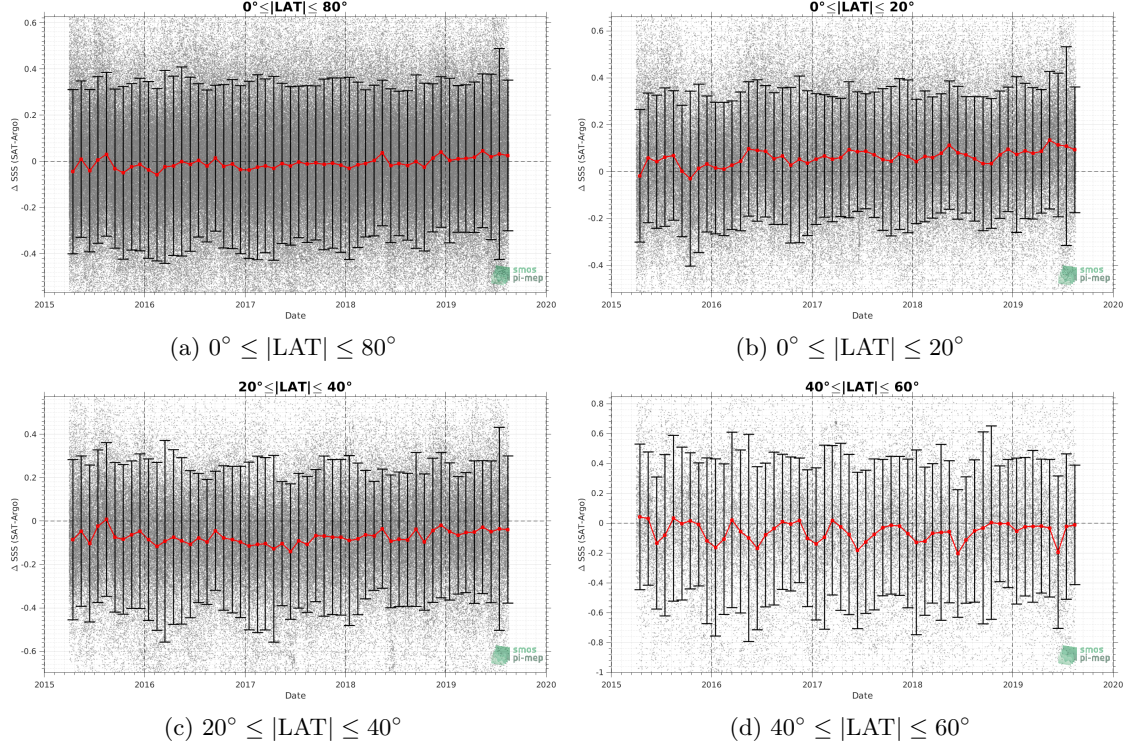 0°≤|LAT|≤ 80°
0.6
0.4
0.2
0
-0.2
-0.4
Δ SSS (SAT-Argo)
2015
2016
2017
2018
2019
2020
Date
smos
pi-mep
(a) 0° ≤ |LAT| ≤ 80°
0°≤|LAT|≤ 20°
0.6
0.4
0.2
0
-0.2
-0.4
Δ SSS (SAT-Argo)
2015
2016
2017
2018
2019
2020
Date
smos
pi-mep
(b) 0° ≤ |LAT| ≤ 20°
20°≤|LAT|≤ 40°
0.4
0.2
0
-0.2
-0.4
-0.6
Δ SSS (SAT-Argo)
2015
2016
2017
2018
2019
2020
Date
smos
pi-mep
(c) 20° ≤ |LAT| ≤ 40°
40°≤|LAT|≤ 60°
0.8
0.6
0.4
0.2
0
-0.2
-0.4
-0.6
-0.8
-1
Δ SSS (SAT-Argo)
2015
2016
2017
2018
2019
2020
Date
smos
pi-mep
(d) 40° ≤ |LAT| ≤ 60°